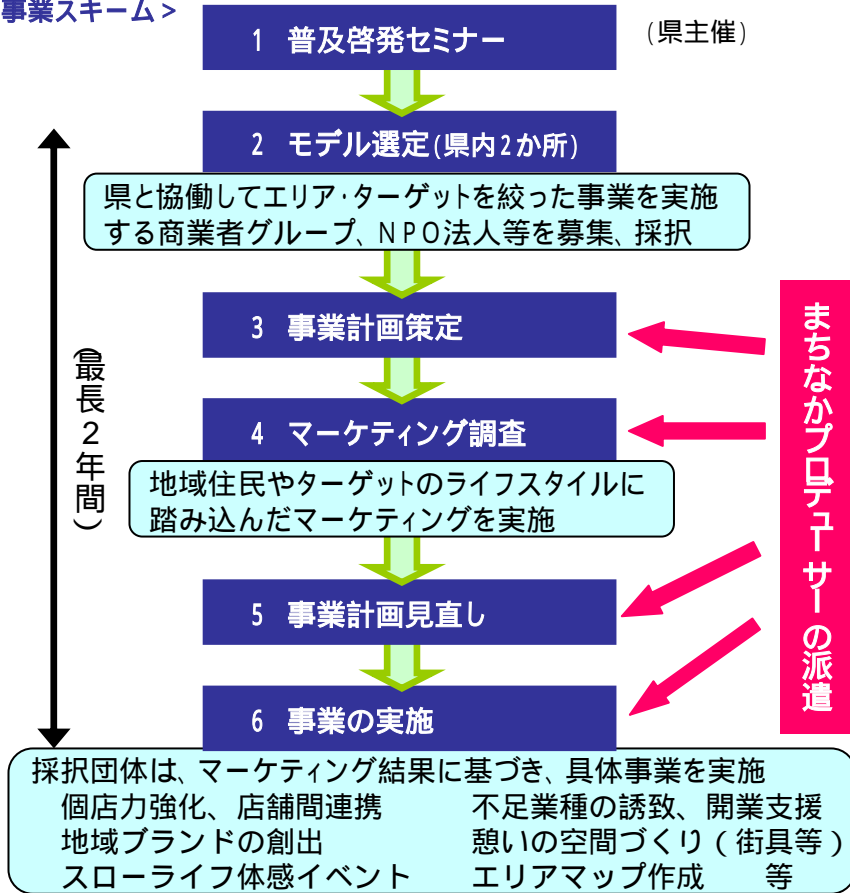 事業スキーム>
1 普及啓発セミナー
(県主催)
2 モデル選定(県内2か所)
県と協働してエリア・ターゲットを絞った事業を実施
する商業者グループ、NPO法人等を募集、採択
3 事業計画策定
4 マーケティング調査
地域住民やターゲットのライフスタイルに
踏み込んだマーケティングを実施
5 事業計画見直し
6 事業の実施
(最長2年間)
まちなかプロデューサーの派遣
採択団体は、マーケティング結果に基づき、具体事業を実施
個店力強化、店舗間連携 不足業種の誘致、開業支援
地域ブランドの創出 憩いの空間づくり(街具等)
スローライフ体感イベント エリアマップ作成 等